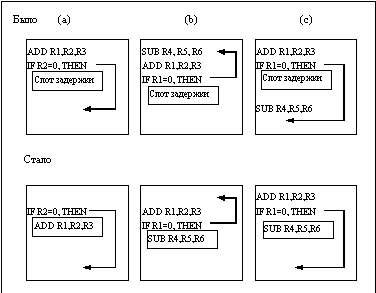 Было (a) (b) (c)
ADD R1,R2,R3
IF R2=0, THEN
Слот задержки
SUB R4, R5, R6
ADD R1,R2,R3
IF R1=0, THEN
Слот задержки
ADD R1,R2,R3
IF R1=0, THEN
Слот задержки
SUB R4,R5,R6
Стало
IF R2=0, THEN
ADD R1,R2,R3
ADD R1,R2,R3
IF R1=0, THEN
SUB R4,R5,R6
ADD R1,R2,R3
IF R1=0, THEN
SUB R4,R5,R6